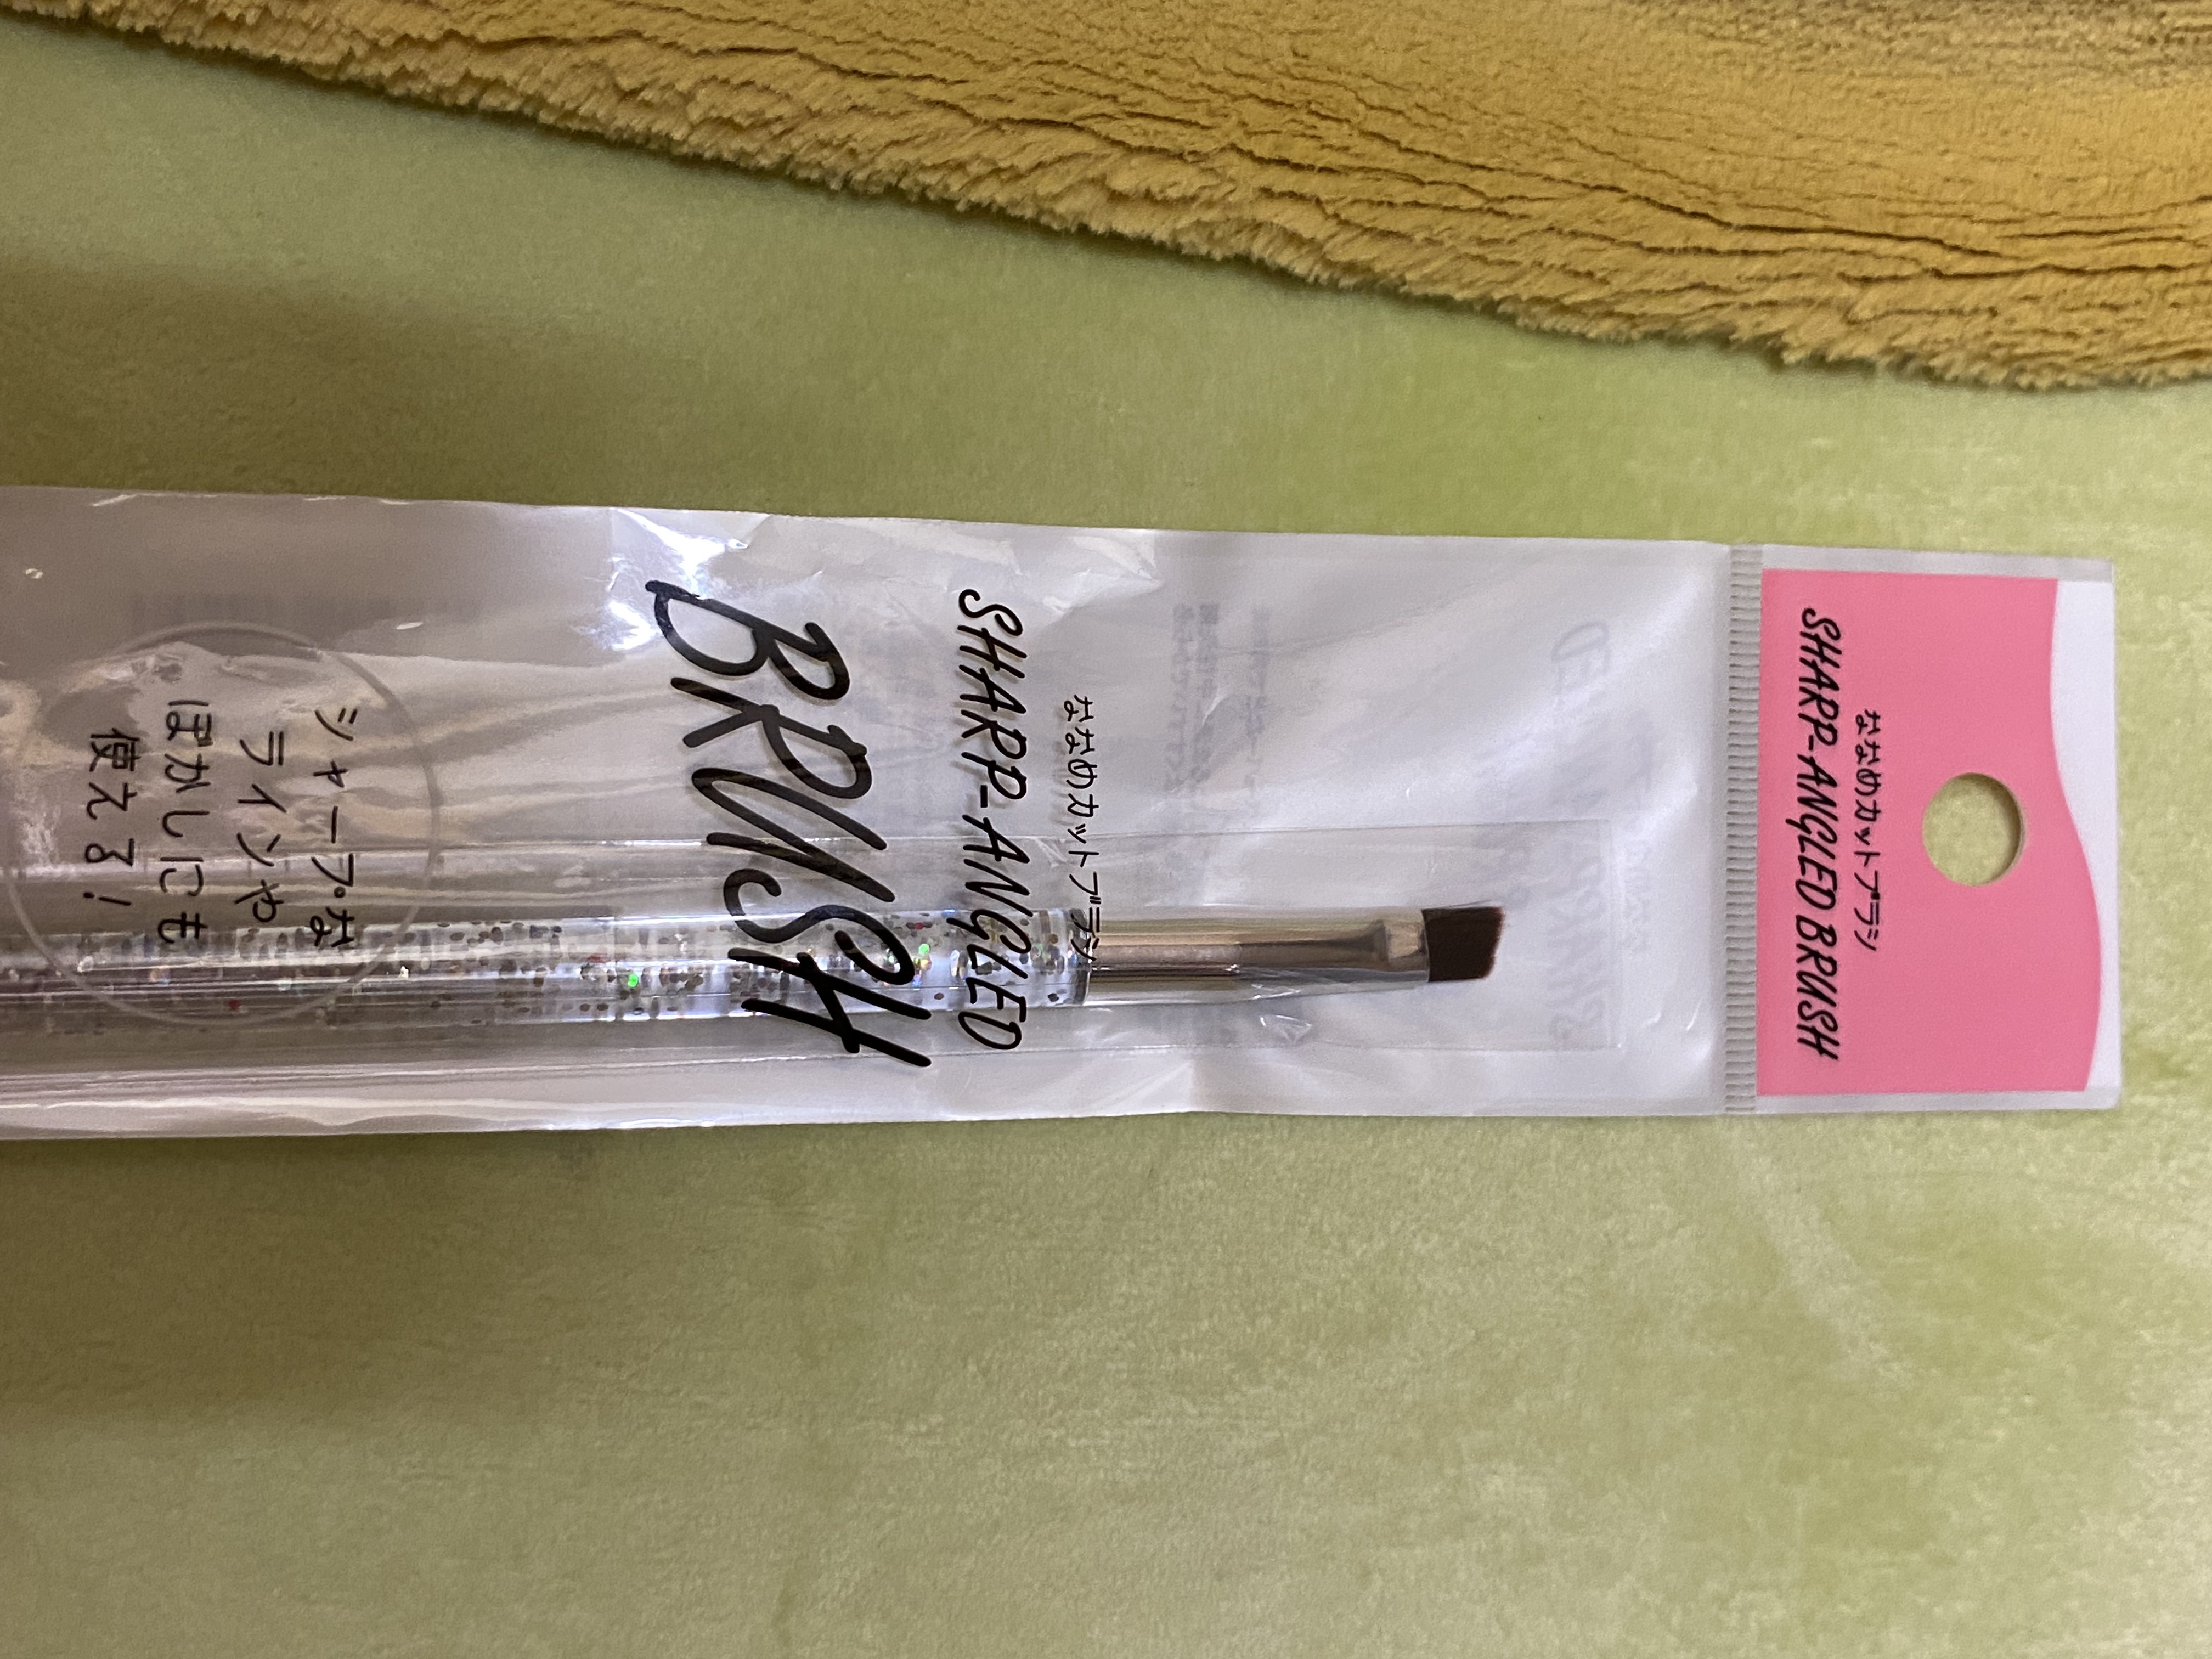 ななめカットブラシ
SHARP-ANGLED BRUSH
ななめカットブラシ
SHARP-ANGLED
BRUSH
シャープな
ラインや
ぼかしにも
使える!